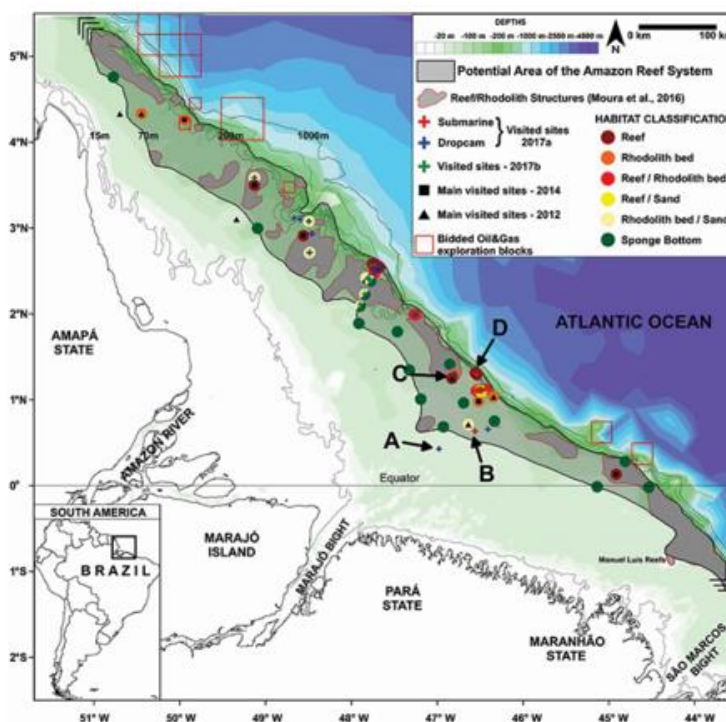 DEPTHS
-20 m
-100m
-200m
-1000 m
-2000m
-4000 m
N
0 km
100 km
Potential Area of the Amazon Reef System
Reef/Rhodolith Structures (Moura et al., 2016)
Submarine
Dropcam
Visited sites
2017a
Visited sites - 2017b
Main visited sites - 2014
Main visited sites - 2012
Bidded Oil&Gas
exploration blocks
HABITAT CLASSIFICATION
Reef
Rhodolith bed
Reef / Rhodolith bed
Reef / Sand
Rhodolith bed / Sand
Sponge Bottom
5°N
4°N
3°N
2°N
1°N
0°
1°S
2°S
15m
70m
200m
1000m
AMAPÁ
STATE
ATLANTIC OCEAN
D
C
A
B
AMAZON RIVER
Equator
SOUTH AMERICA
BRAZIL
MARAJÓ
ISLAND
MARAJÓ BIGHT
PARÁ
STATE
Manuel Luis Reefs
MARANHÃO
STATE
SÃO MARCOS
BIGHT
51°W
50°W
49°W
48°W
47°W
46°W
45°W
44°W